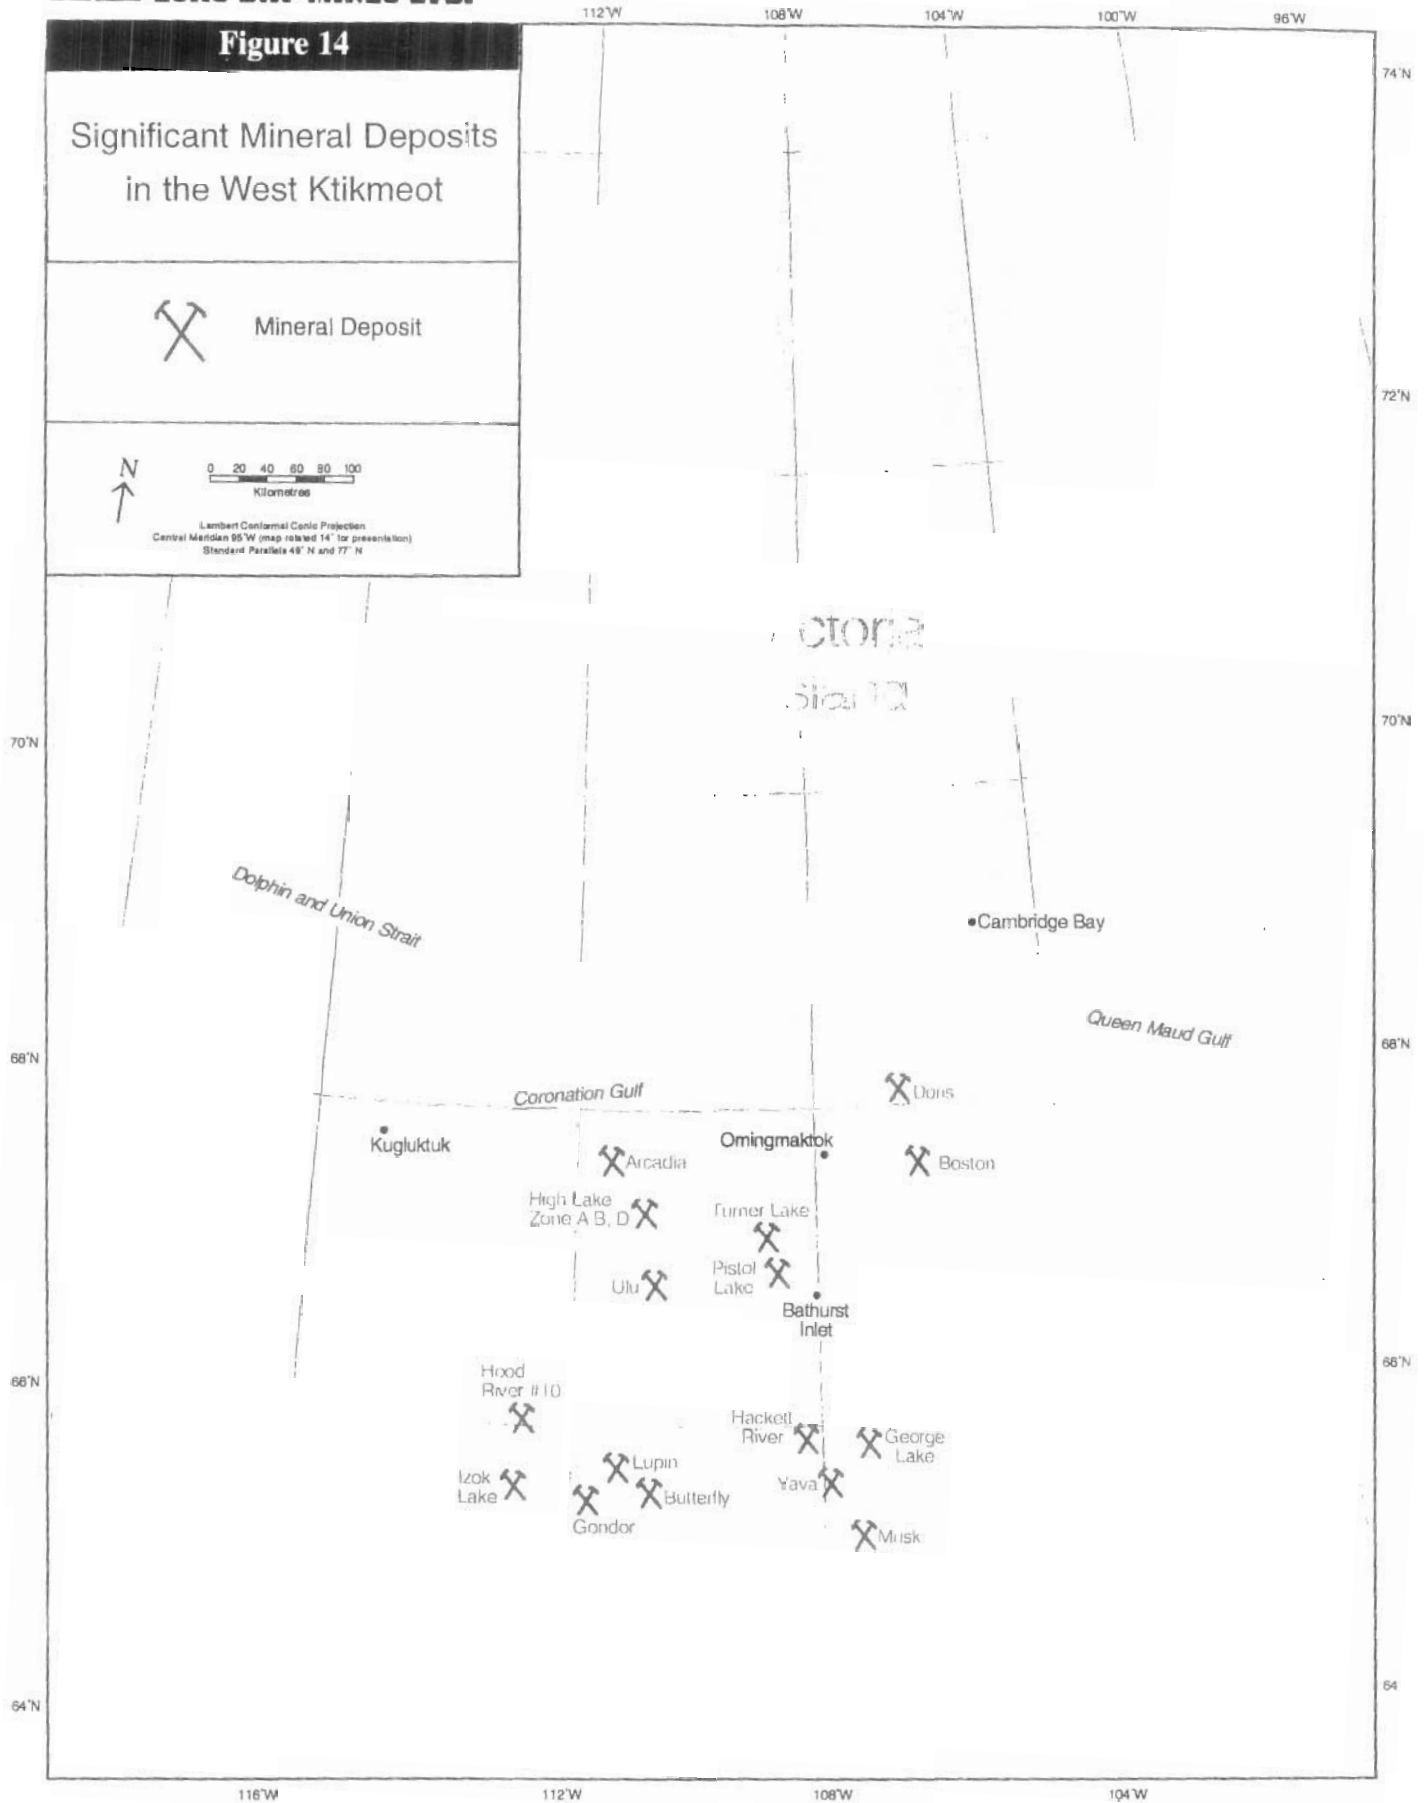 112°W 108°W 104°W 100°W 96°W
Figure 14
74°N
Significant Mineral Deposits
in the West Ktikmeot
Mineral Deposit
72°N
N
0 20 40 60 80 100
Kilometres
Lambert Conformal Conic Projection
Central Meridian 95°W (map rotated 14° for presentation)
Standard Parallels 49° N and 77° N
70°N
70°N
Dolphin and Union Strait
Cambridge Bay
Queen Maud Gulf
68°N
68°N
Coronation Gulf
Doris
Kugluktuk
Omingmaktok
Arcadia
Boston
High Lake
Zone A B, D
Turner Lake
Pistol
Lake
Ulu
Bathurst
Inlet
66°N
66°N
Hood
River #10
Hackett
River
George
Lake
Lupin
Izok
Lake
Yava
Butterfly
Gondor
Musk
64°N
64
116°W 112°W 108°W 104°W